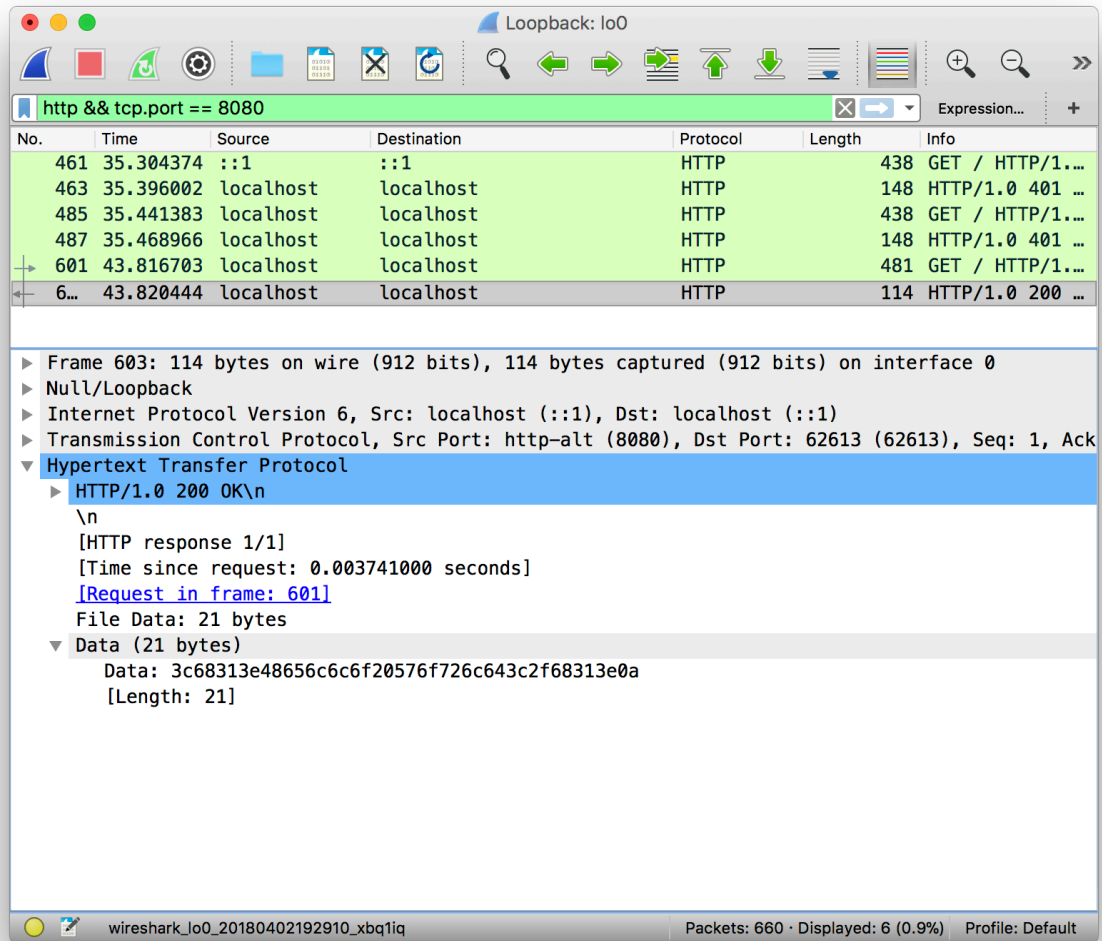 Loopback: lo0
http && tcp.port == 8080 Expression... +
No. Time Source Destination Protocol Length Info
461 35.304374 ::1 ::1 HTTP 438 GET / HTTP/1.…
463 35.396002 localhost localhost HTTP 148 HTTP/1.0 401 …
485 35.441383 localhost localhost HTTP 438 GET / HTTP/1.…
487 35.468966 localhost localhost HTTP 148 HTTP/1.0 401 …
601 43.816703 localhost localhost HTTP 481 GET / HTTP/1.…
6… 43.820444 localhost localhost HTTP 114 HTTP/1.0 200 …
Frame 603: 114 bytes on wire (912 bits), 114 bytes captured (912 bits) on interface 0
Null/Loopback
Internet Protocol Version 6, Src: localhost (::1), Dst: localhost (::1)
Transmission Control Protocol, Src Port: http-alt (8080), Dst Port: 62613 (62613), Seq: 1, Ack
Hypertext Transfer Protocol
HTTP/1.0 200 OK\n
\n
[HTTP response 1/1]
[Time since request: 0.003741000 seconds]
[Request in frame: 601]
File Data: 21 bytes
Data (21 bytes)
Data: 3c68313e48656c6c6f20576f726c643c2f68313e0a
[Length: 21]
wireshark_lo0_20180402192910_xbq1iq Packets: 660 · Displayed: 6 (0.9%) Profile: Default